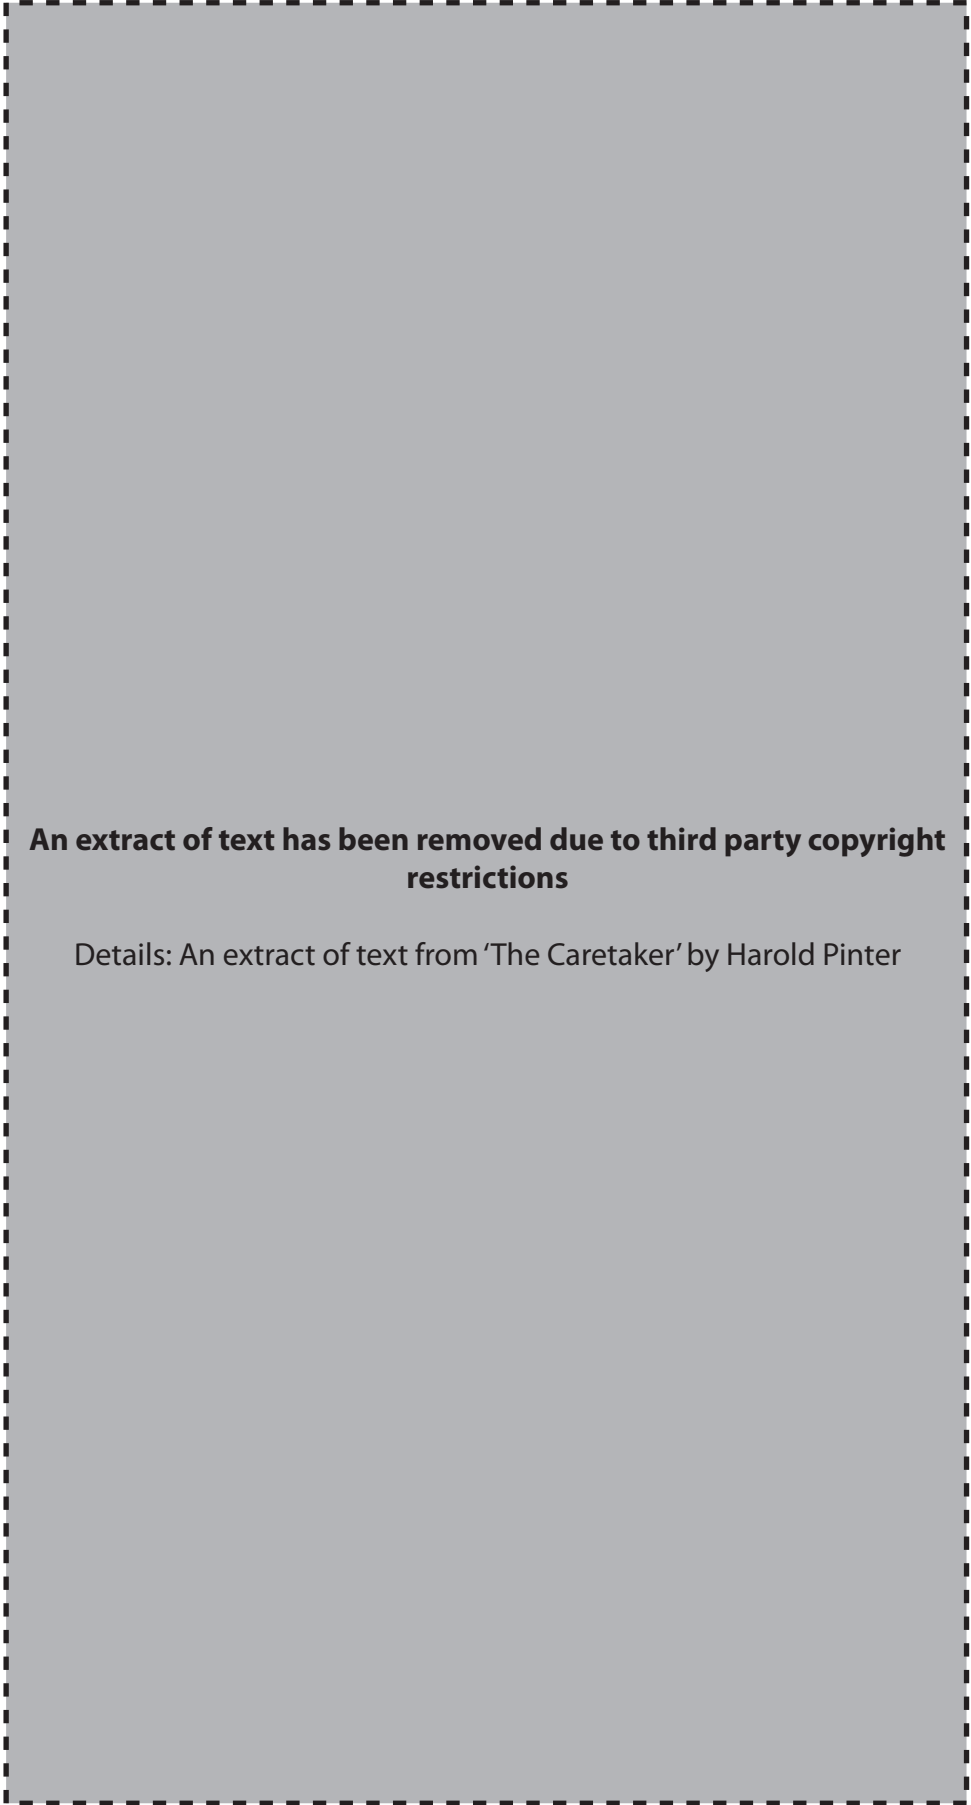 An extract of text has been removed due to third party copyright
restrictions
Details: An extract of text from ‘The Caretaker’ by Harold Pinter